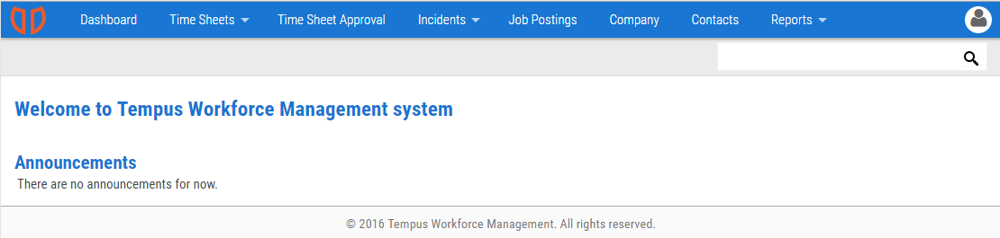 Dashboard Time Sheets Time Sheet Approval Incidents Job Postings Company Contacts Reports
Welcome to Tempus Workforce Management system
Announcements
There are no announcements for now.
© 2016 Tempus Workforce Management. All rights reserved.